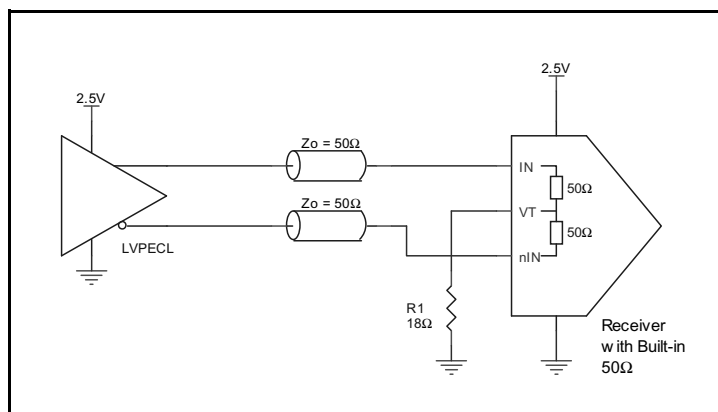 2.5V
2.5V
Zo = 50Ω
IN
50Ω
Zo = 50Ω
VT
50Ω
LVPECL
nIN
R1
18Ω
Receiver
with Built-in
50Ω